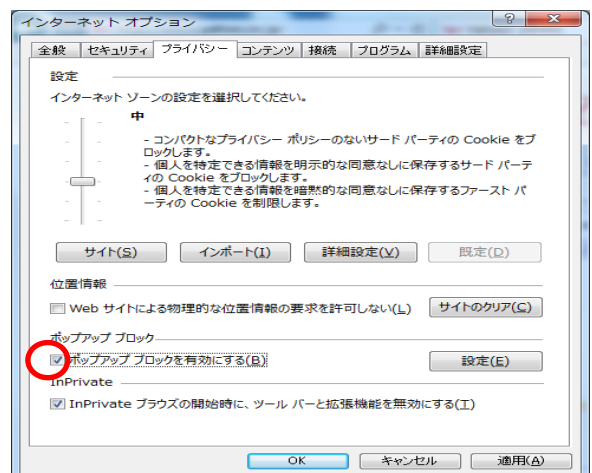 インターネット オプション
全般 セキュリティ プライバシー コンテンツ 接続 プログラム 詳細設定
設定
インターネット ゾーンの設定を選択してください。
中
- コンパクトなプライバシー ポリシーのないサード パーティの Cookie をブ
ロックします。
- 個人を特定できる情報を明示的な同意なしに保存するサード パーテ
ィの Cookie をブロックします。
- 個人を特定できる情報を暗黙的な同意なしに保存するファースト パ
ーティの Cookie を制限します。
サイト(S) インポート(I) 詳細設定(V) 既定(D)
位置情報
Web サイトによる物理的な位置情報の要求を許可しない(L) サイトのクリア(C)
ポップアップ ブロック
ポップアップ ブロックを有効にする(B) 設定(E)
InPrivate
InPrivate ブラウズの開始時に、ツール バーと拡張機能を無効にする(T)
OK キャンセル 適用(A)